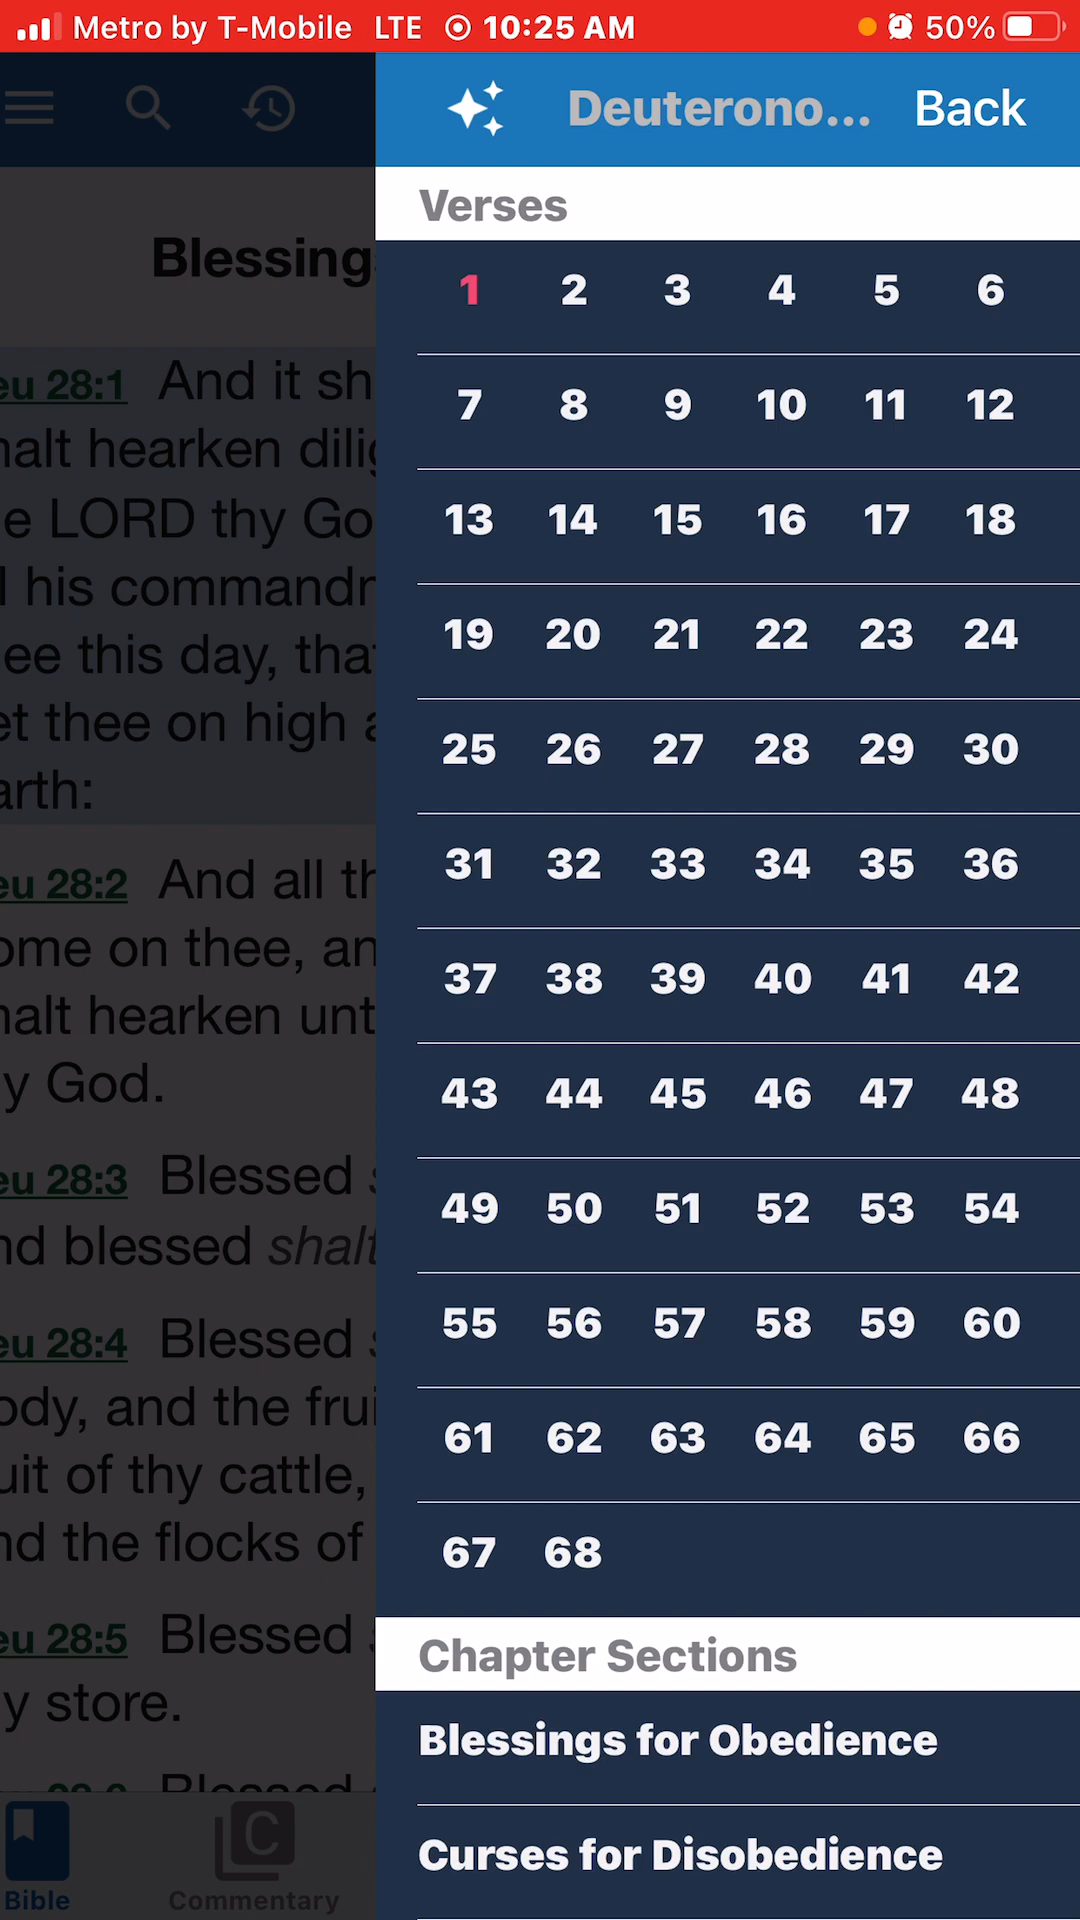 Metro by T-Mobile LTE 10:25 AM 50%
Deuterono... Back
Verses
1 2 3 4 5 6
7 8 9 10 11 12
13 14 15 16 17 18
19 20 21 22 23 24
25 26 27 28 29 30
31 32 33 34 35 36
37 38 39 40 41 42
43 44 45 46 47 48
49 50 51 52 53 54
55 56 57 58 59 60
61 62 63 64 65 66
67 68
Chapter Sections
Blessings for Obedience
Curses for Disobedience
Blessing
eu 28:1 And it sh
halt hearken dilig
e LORD thy Go
l his commandm
ee this day, that
et thee on high a
arth:
eu 28:2 And all th
ome on thee, an
halt hearken unt
y God.
eu 28:3 Blessed s
nd blessed shalt
eu 28:4 Blessed s
ody, and the frui
uit of thy cattle,
nd the flocks of
eu 28:5 Blessed s
y store.
Blessed
Bible
C
Commentary